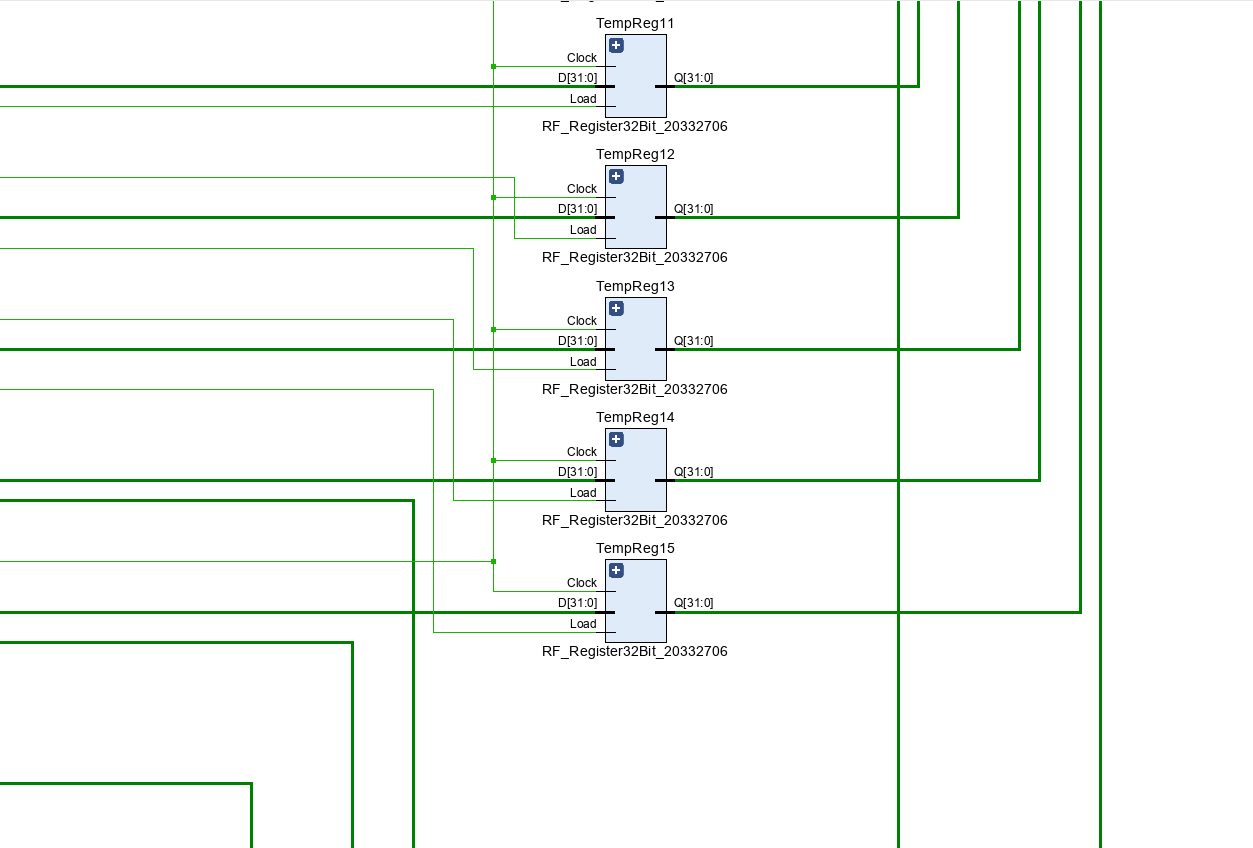 TempReg11
Clock
D[31:0] Q[31:0]
Load
RF_Register32Bit_20332706
TempReg12
Clock
D[31:0] Q[31:0]
Load
RF_Register32Bit_20332706
TempReg13
Clock
D[31:0] Q[31:0]
Load
RF_Register32Bit_20332706
TempReg14
Clock
D[31:0] Q[31:0]
Load
RF_Register32Bit_20332706
TempReg15
Clock
D[31:0] Q[31:0]
Load
RF_Register32Bit_20332706